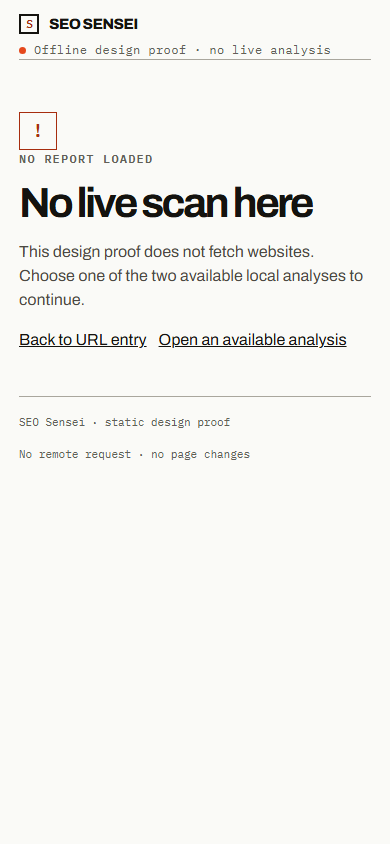 S SEO SENSEI
Offline design proof · no live analysis
!
NO REPORT LOADED
No live scan here
This design proof does not fetch websites.
Choose one of the two available local analyses to
continue.
Back to URL entry Open an available analysis
SEO Sensei · static design proof
No remote request · no page changes